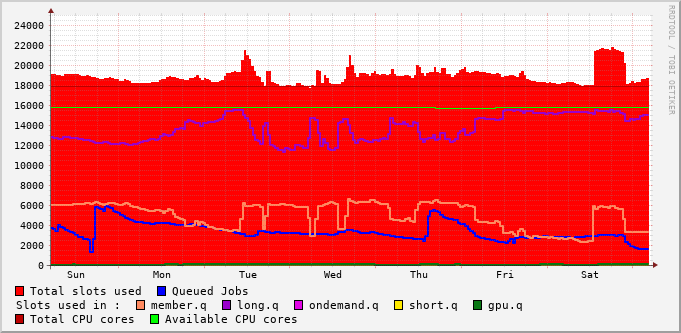 RRDTOOL / TOBI OETIKER
24000
22000
20000
18000
16000
14000
12000
10000
8000
6000
4000
2000
0
Sun Mon Tue Wed Thu Fri Sat
Total slots used Queued Jobs
Slots used in : member.q long.q ondemand.q short.q gpu.q
Total CPU cores Available CPU cores